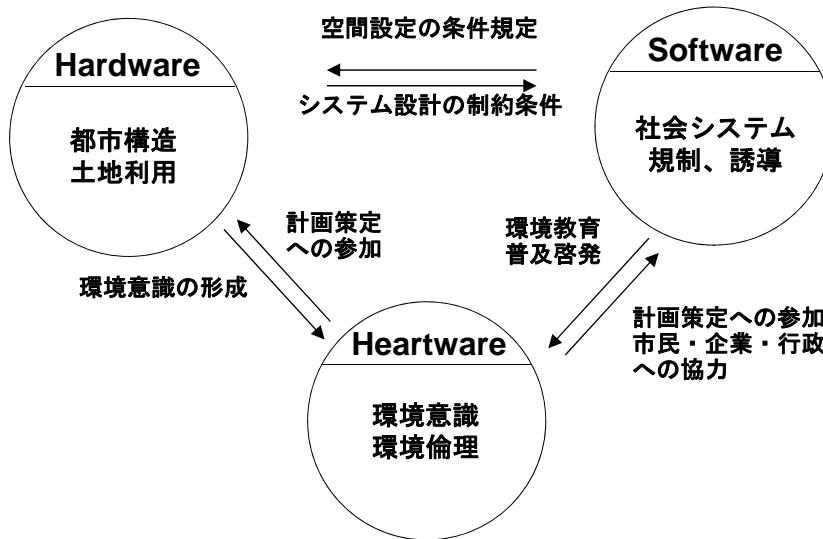 空間設定の条件規定
Hardware
Software
システム設計の制約条件
都市構造
土地利用
社会システム
規制、誘導
計画策定
への参加
環境教育
普及啓発
環境意識の形成
計画策定への参加
市民・企業・行政
への協力
Heartware
環境意識
環境倫理